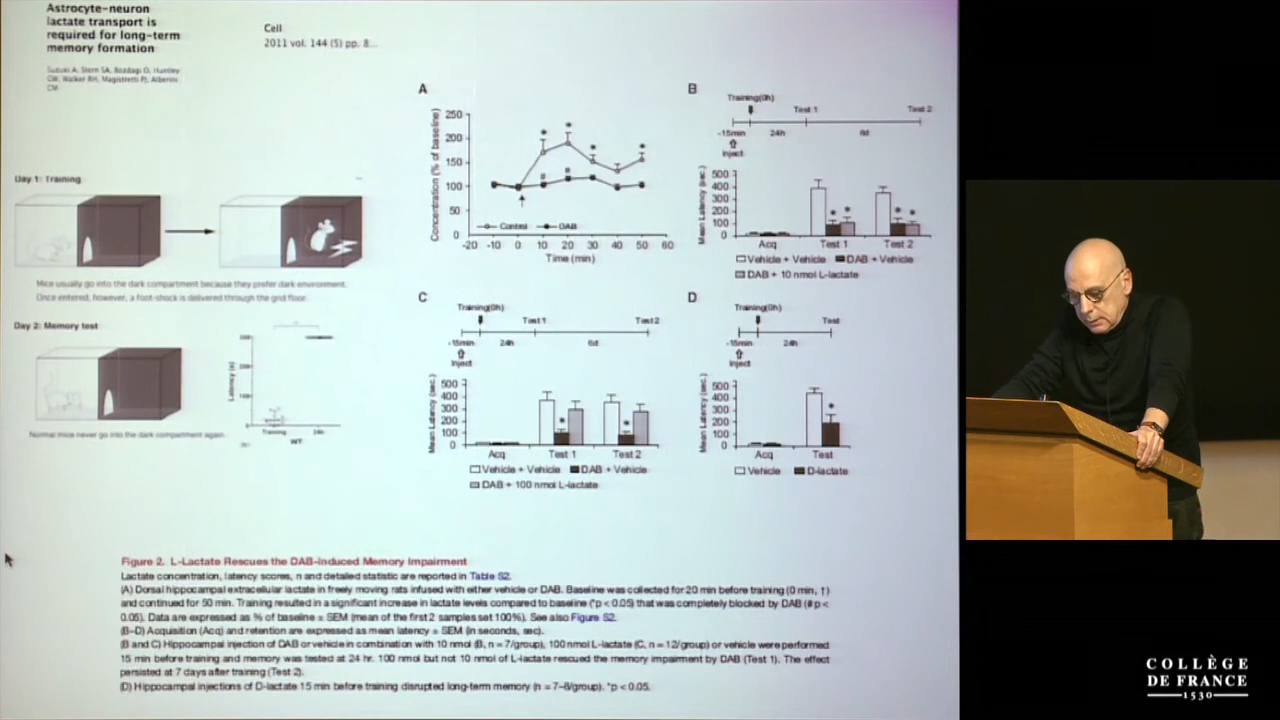 Astrocyte–neuron
lactate transport is
required for long-term
memory formation
Suzuki A, Stern SA, Bozdagi O, Huntley
GW, Walker RH, Magistretti PJ, Alberini
CM
Cell
2011 vol. 144 (5) pp. 8...
Day 1: Training
Mice usually go into the dark compartment because they prefer dark environment.
Once entered, however, a foot-shock is delivered through the grid floor.
Day 2: Memory test
Latency (s)
Training
24h
WT
Normal mice never go into the dark compartment again.
A
Concentration (% of baseline)
250
200
150
100
50
0
Control
DAB
-20 -10 0 10 20 30 40 50 60
Time (min)
B
Training(0h)
Test 1
Test 2
-15min
24h
6d
Inject
Mean Latency (sec.)
500
400
300
200
100
0
Acq
Test 1
Test 2
Vehicle + Vehicle
DAB + Vehicle
DAB + 10 nmol L-lactate
C
Training(0h)
Test1
Test2
-15min
24h
6d
Inject
Mean Latency (sec.)
500
400
300
200
100
0
Acq
Test 1
Test 2
Vehicle + Vehicle
DAB + Vehicle
DAB + 100 nmol L-lactate
D
Training(0h)
Test
-15min
24h
Inject
Mean Latency (sec.)
500
400
300
200
100
0
Acq
Test
Vehicle
D-lactate
Figure 2. L-Lactate Rescues the DAB-Induced Memory Impairment
Lactate concentration, latency scores, n and detailed statistic are reported in Table S2.
(A) Dorsal hippocampal extracellular lactate in freely moving rats infused with either vehicle or DAB. Baseline was collected for 20 min before training (0 min, ↑)
and continued for 50 min. Training resulted in a significant increase in lactate levels compared to baseline (*p < 0.05) that was completely blocked by DAB (# p <
0.05). Data are expressed as % of baseline ± SEM (mean of the first 2 samples set 100%). See also Figure S2.
(B–D) Acquisition (Acq) and retention are expressed as mean latency ± SEM (in seconds, sec).
(B and C) Hippocampal injection of DAB or vehicle in combination with 10 nmol (B, n = 7/group), 100 nmol L-lactate (C, n = 12/group) or vehicle were performed
15 min before training and memory was tested at 24 hr. 100 nmol but not 10 nmol of L-lactate rescued the memory impairment by DAB (Test 1). The effect
persisted at 7 days after training (Test 2).
(D) Hippocampal injections of D-lactate 15 min before training disrupted long-term memory (n = 7–8/group). *p < 0.05.
COLLÈGE
DE FRANCE
1530